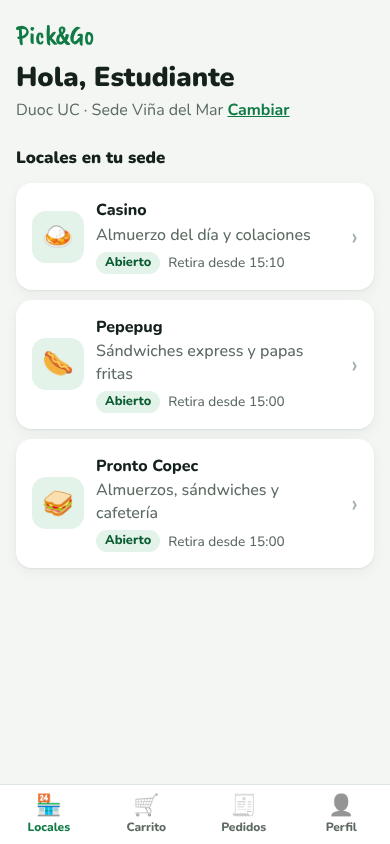 Pick&Go
Hola, Estudiante
Duoc UC · Sede Viña del Mar Cambiar
Locales en tu sede
Casino
Almuerzo del día y colaciones
Abierto Retira desde 15:10
Pepepug
Sándwiches express y papas
fritas
Abierto Retira desde 15:00
Pronto Copec
Almuerzos, sándwiches y
cafetería
Abierto Retira desde 15:00
Locales Carrito Pedidos Perfil